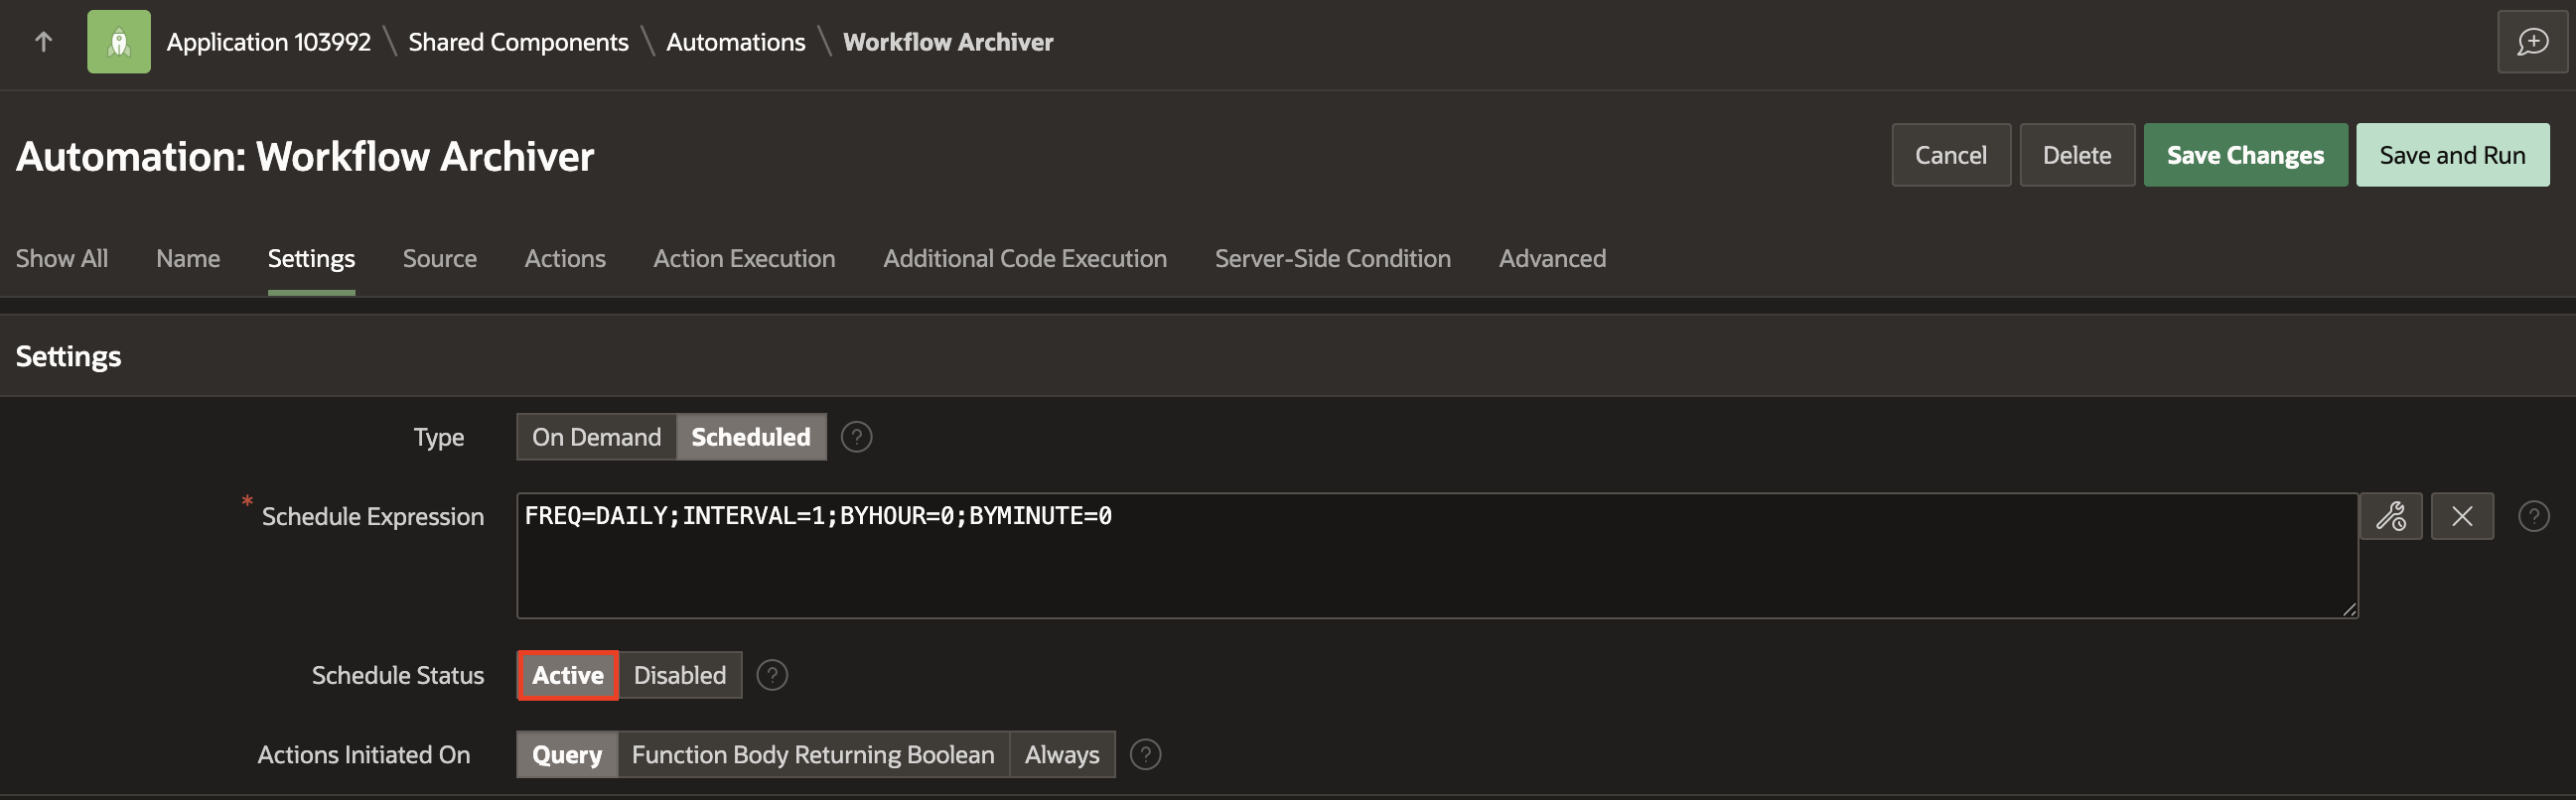 Application 103992 \ Shared Components \ Automations \ Workflow Archiver
Automation: Workflow Archiver
Cancel Delete Save Changes Save and Run
Show All Name Settings Source Actions Action Execution Additional Code Execution Server-Side Condition Advanced
Settings
Type On Demand Scheduled ?
* Schedule Expression FREQ=DAILY;INTERVAL=1;BYHOUR=0;BYMINUTE=0 ?
Schedule Status Active Disabled ?
Actions Initiated On Query Function Body Returning Boolean Always ?